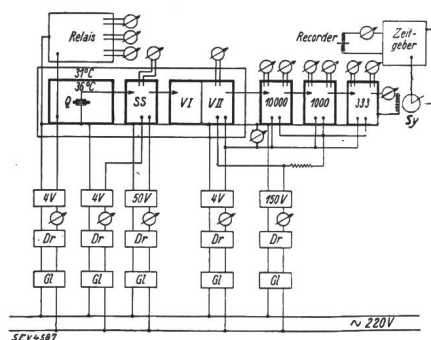 Relais
Recorder
Zeit-
geber
31°C
36°C
Q
SS
VI
VII
10000
1000
333
Sy
4V
4V
50V
4V
150V
Dr
Dr
Dr
Dr
Dr
Gl
Gl
Gl
Gl
Gl
~ 220V
SEV4587